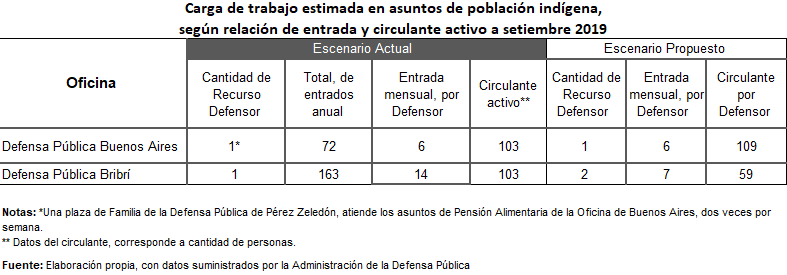 Carga de trabajo estimada en asuntos de población indígena,
según relación de entrada y circulante activo a setiembre 2019
Oficina
Escenario Actual
Escenario Propuesto
Cantidad de Recurso Defensor
Total, de entrados anual
Entrada mensual, por Defensor
Circulante activo**
Cantidad de Recurso Defensor
Entrada mensual, por Defensor
Circulante por Defensor
Defensa Pública Buenos Aires 1* 72 6 103 1 6 109
Defensa Pública Bribrí 1 163 14 103 2 7 59
Notas: *Una plaza de Familia de la Defensa Pública de Pérez Zeledón, atiende los asuntos de Pensión Alimentaria de la Oficina de Buenos Aires, dos veces por
semana.
** Datos del circulante, corresponde a cantidad de personas.
Fuente: Elaboración propia, con datos suministrados por la Administración de la Defensa Pública